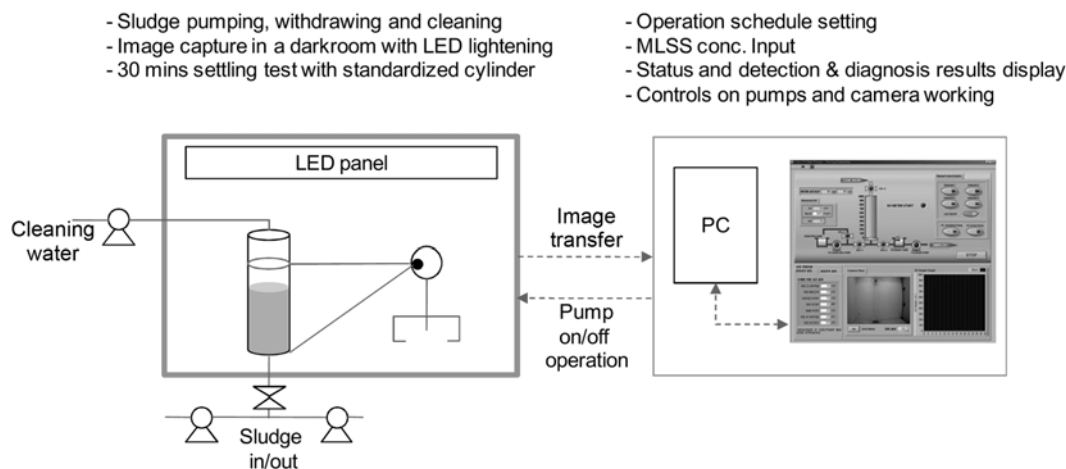 - Sludge pumping, withdrawing and cleaning
- Image capture in a darkroom with LED lightening
- 30 mins settling test with standardized cylinder
- Operation schedule setting
- MLSS conc. Input
- Status and detection & diagnosis results display
- Controls on pumps and camera working
LED panel
Cleaning
water
Image
transfer
PC
Pump
on/off
operation
Sludge
in/out
STOP